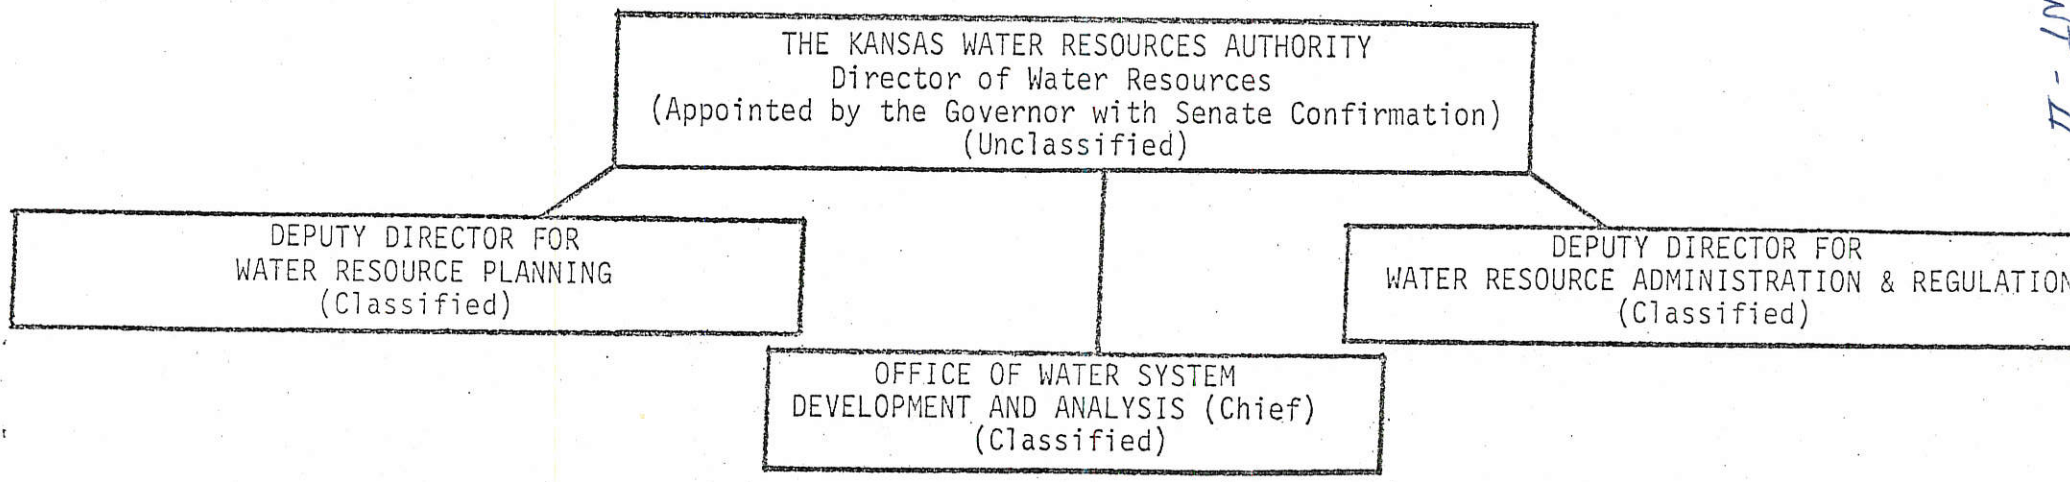 THE KANSAS WATER RESOURCES AUTHORITY
Director of Water Resources
(Appointed by the Governor with Senate Confirmation)
(Unclassified)
DEPUTY DIRECTOR FOR
WATER RESOURCE PLANNING
(Classified)
DEPUTY DIRECTOR FOR
WATER RESOURCE ADMINISTRATION & REGULATION
(Classified)
OFFICE OF WATER SYSTEM
DEVELOPMENT AND ANALYSIS (Chief)
(Classified)